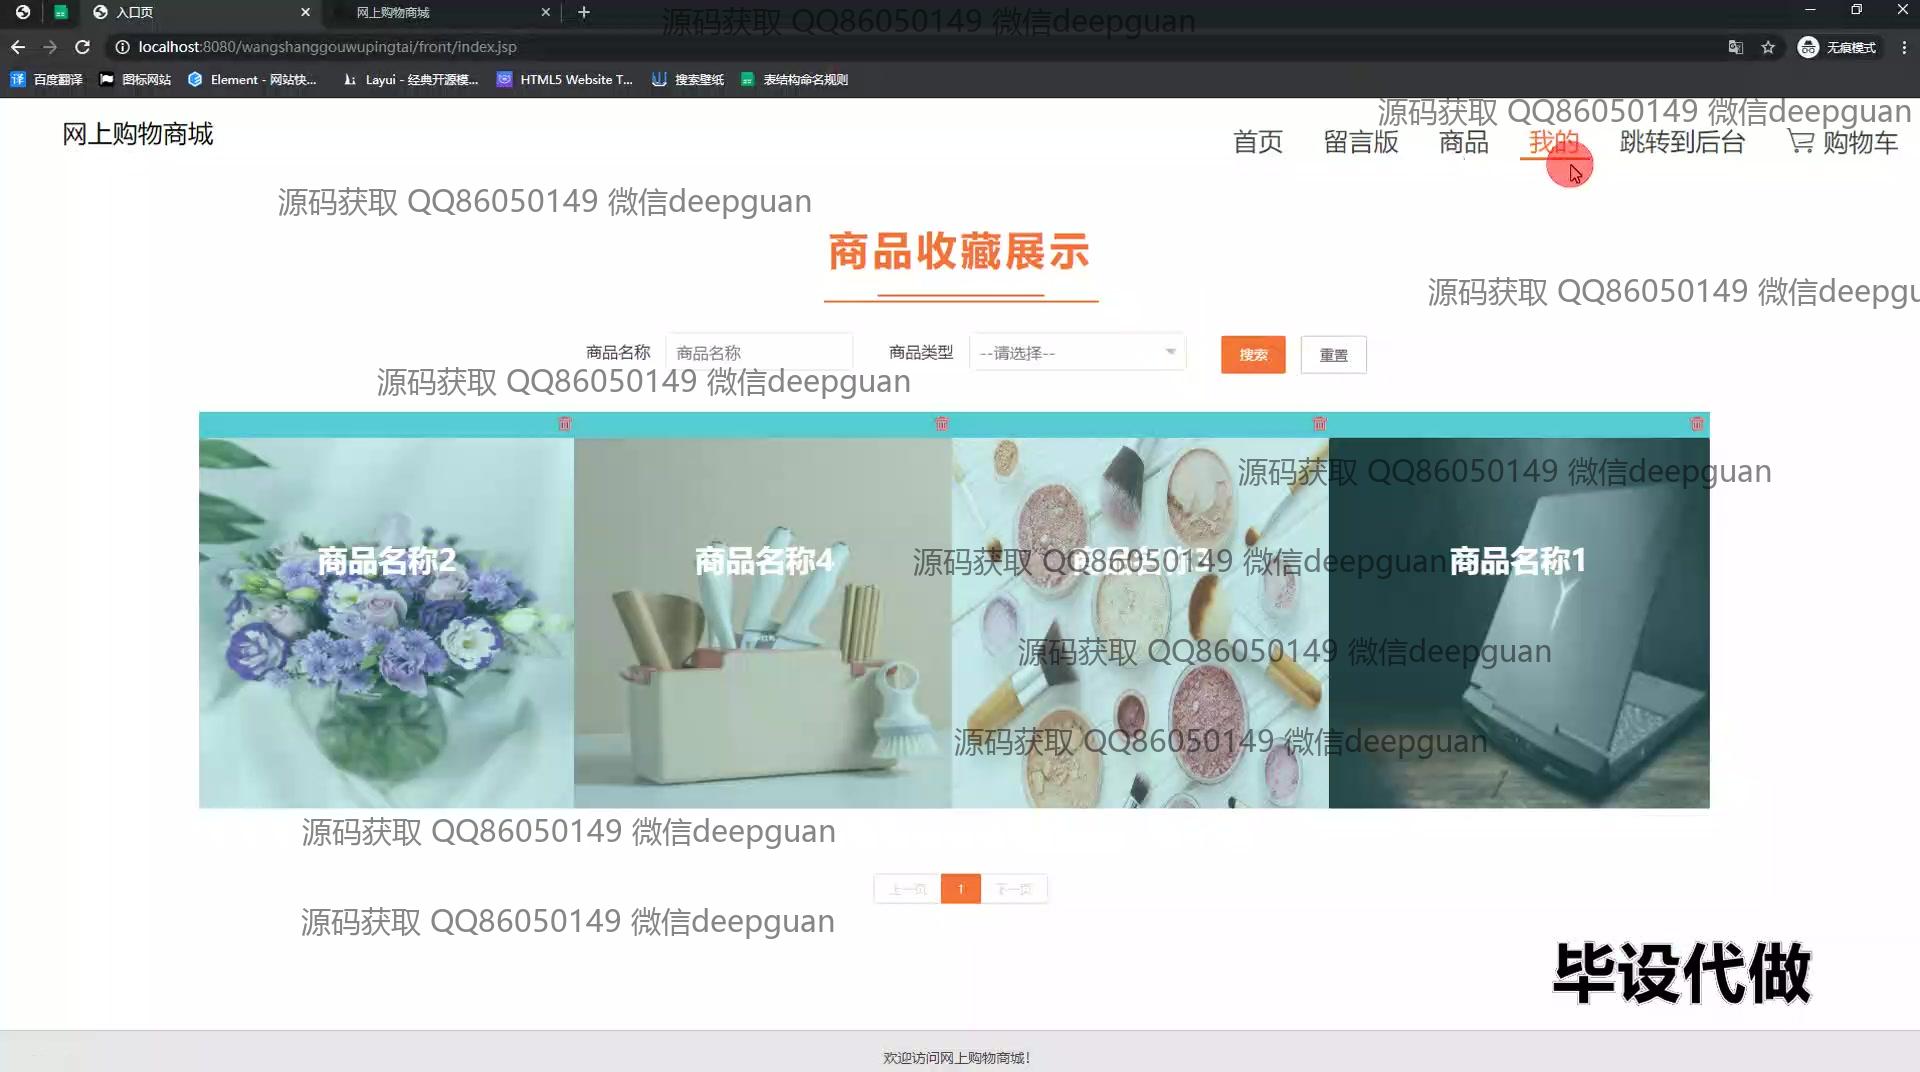 入口页
网上购物商城
源码获取 QQ86050149 微信deepguan
localhost:8080/wangshanggouwupingtai/front/index.jsp
无痕模式
百度翻译
图标网站
Element - 网站快...
Layui - 经典开源模...
HTML5 Website T...
搜索壁纸
表结构命名规则
源码获取 QQ86050149 微信deepguan
网上购物商城
首页
留言版
商品
我的
跳转到后台
购物车
源码获取 QQ86050149 微信deepguan
商品收藏展示
源码获取 QQ86050149 微信deepgu
商品名称
商品名称
商品类型
--请选择--
搜索
重置
源码获取 QQ86050149 微信deepguan
源码获取 QQ86050149 微信deepguan
商品名称2
商品名称4
源码获取 QQ86050149 微信deepguan
商品名称1
源码获取 QQ86050149 微信deepguan
源码获取 QQ86050149 微信deepguan
源码获取 QQ86050149 微信deepguan
上一页
1
下一页
源码获取 QQ86050149 微信deepguan
毕设代做
欢迎访问网上购物商城!